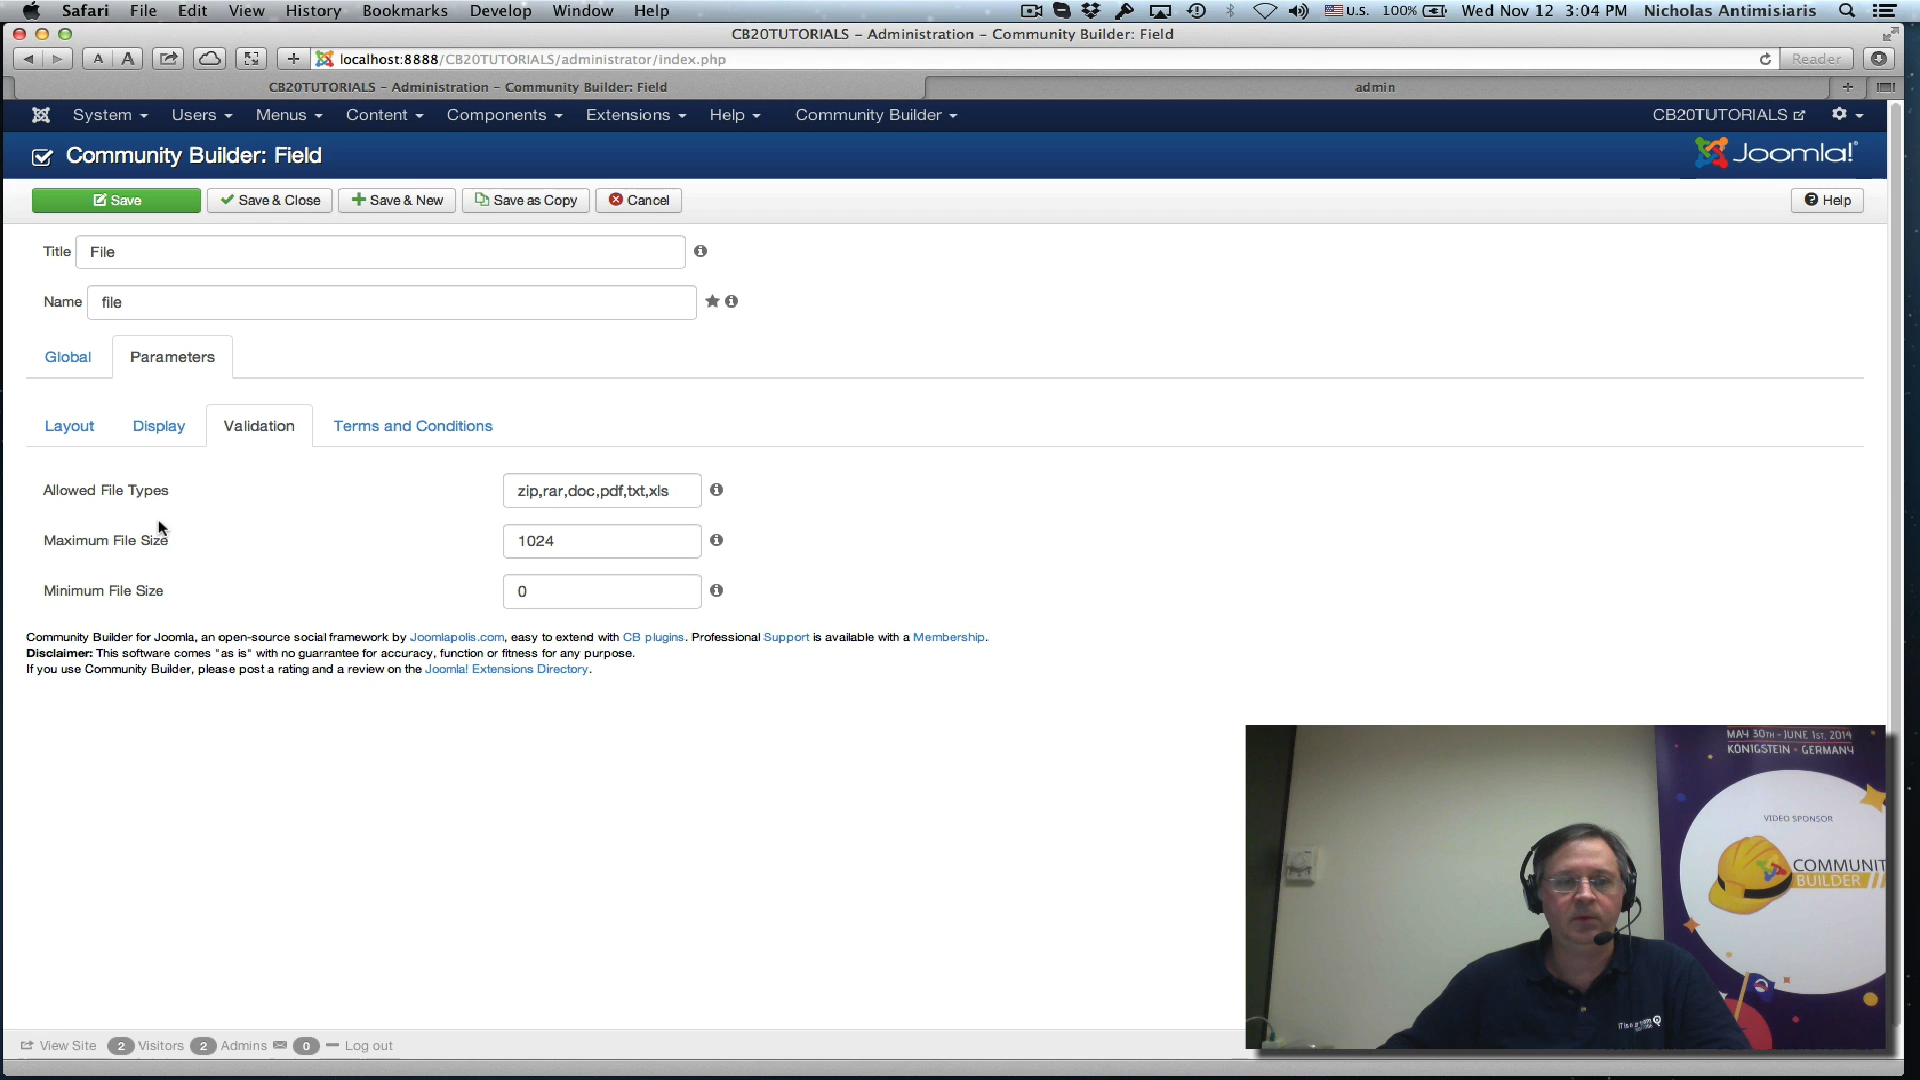 Safari File Edit View History Bookmarks Develop Window Help U.S. 100% Wed Nov 12 3:04 PM Nicholas Antimisiaris
CB20TUTORIALS – Administration – Community Builder: Field
A A localhost:8888/CB20TUTORIALS/administrator/index.php Reader
CB20TUTORIALS – Administration – Community Builder: Field admin
System Users Menus Content Components Extensions Help Community Builder CB20TUTORIALS
Community Builder: Field Joomla!
Save Save & Close Save & New Save as Copy Cancel Help
Title File
Name file
Global Parameters
Layout Display Validation Terms and Conditions
Allowed File Types zip,rar,doc,pdf,txt,xls
Maximum File Size 1024
Minimum File Size 0
Community Builder for Joomla, an open-source social framework by Joomlapolis.com, easy to extend with CB plugins. Professional Support is available with a Membership.
Disclaimer: This software comes "as is" with no guarrantee for accuracy, function or fitness for any purpose.
If you use Community Builder, please post a rating and a review on the Joomla! Extensions Directory.
MAY 30TH - JUNE 1ST, 2014
KÖNIGSTEIN - GERMANY
VIDEO SPONSOR
COMMUNIT
BUILDER
View Site 2 Visitors 2 Admins 0 Log out